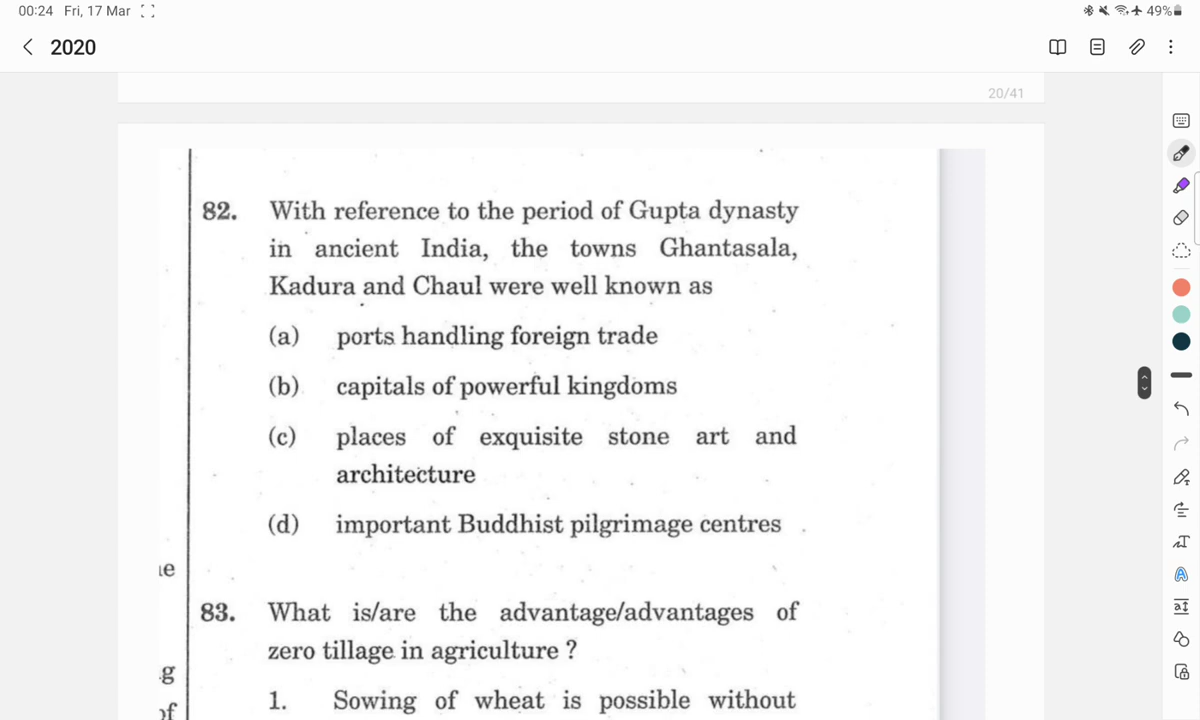 00:24 Fri, 17 Mar
49%
2020
20/41
82. With reference to the period of Gupta dynasty
in ancient India, the towns Ghantasala,
Kadura and Chaul were well known as
(a) ports handling foreign trade
(b) capitals of powerful kingdoms
(c) places of exquisite stone art and
architecture
(d) important Buddhist pilgrimage centres
83. What is/are the advantage/advantages of
zero tillage in agriculture ?
1. Sowing of wheat is possible without